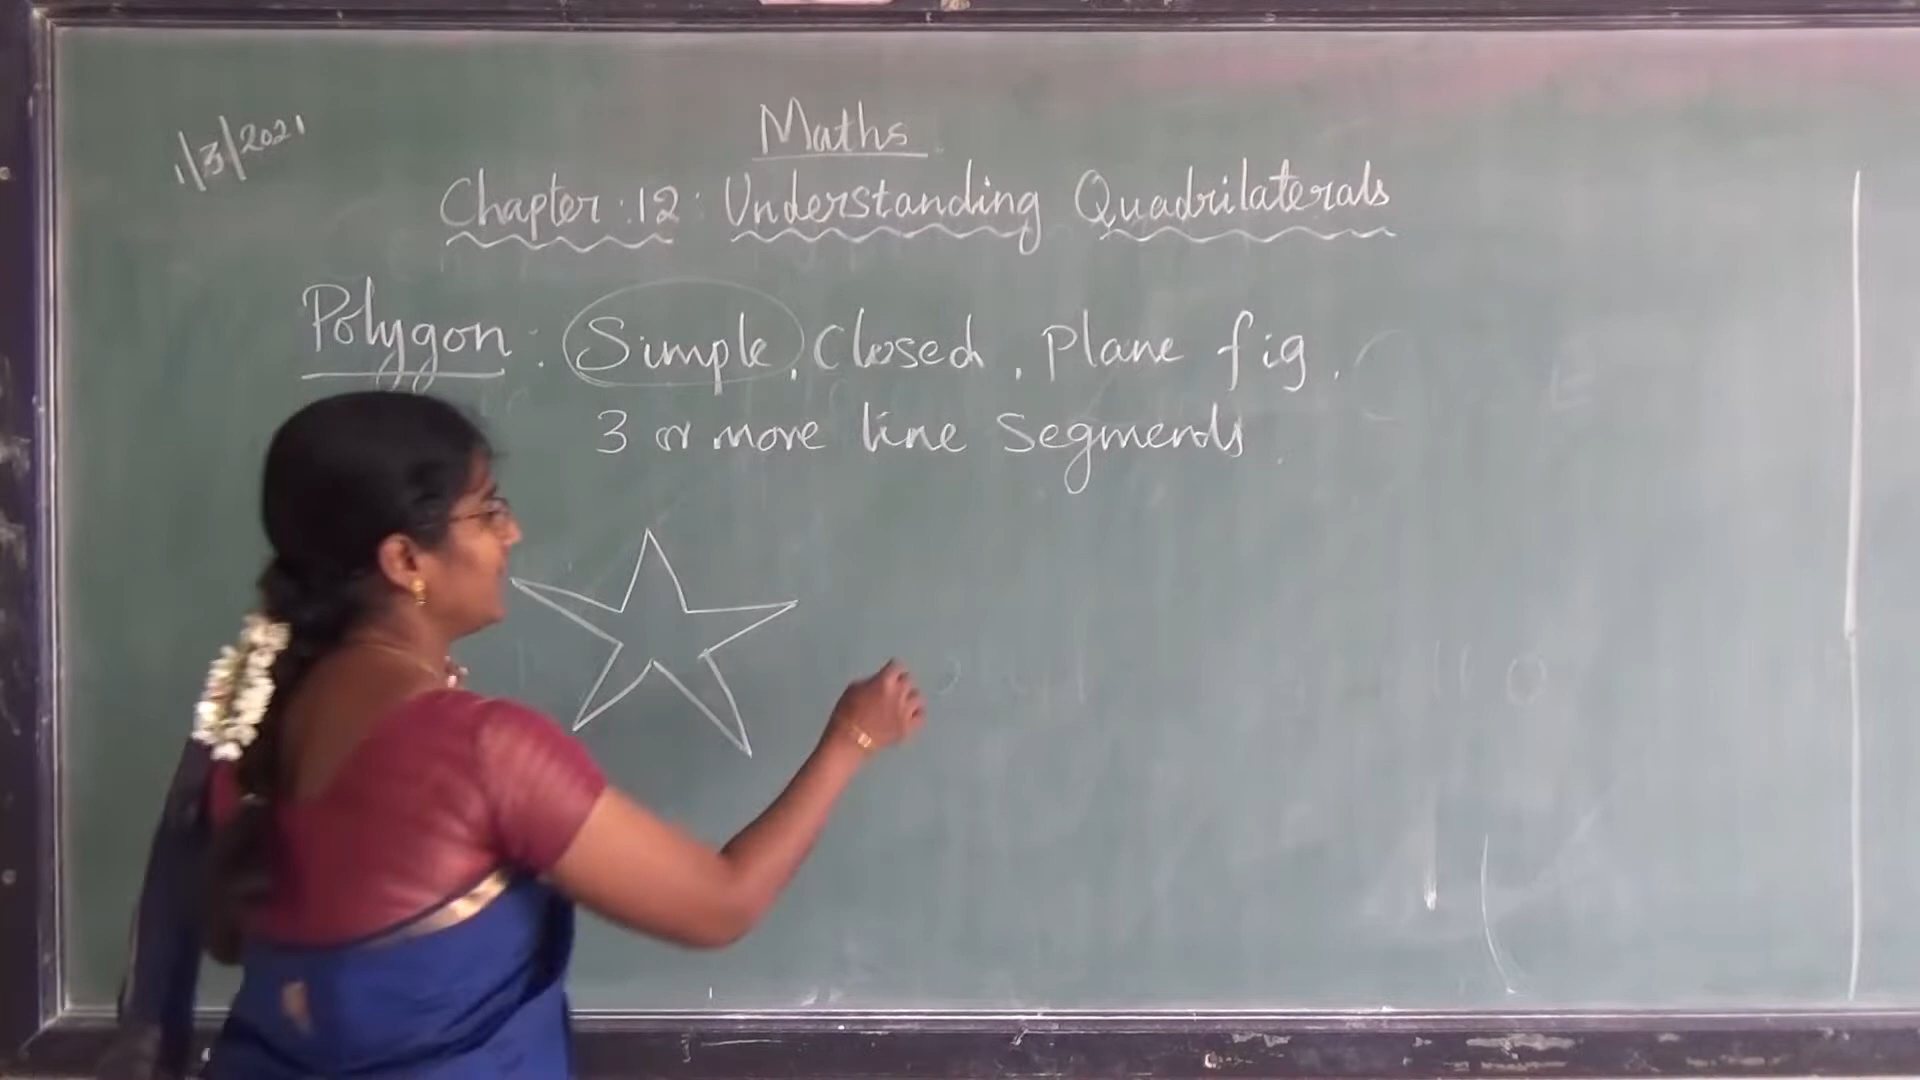 1/3/2021
Maths
Chapter:12: Understanding Quadrilaterals
Polygon: Simple, Closed, Plane fig.
3 or more line segments.